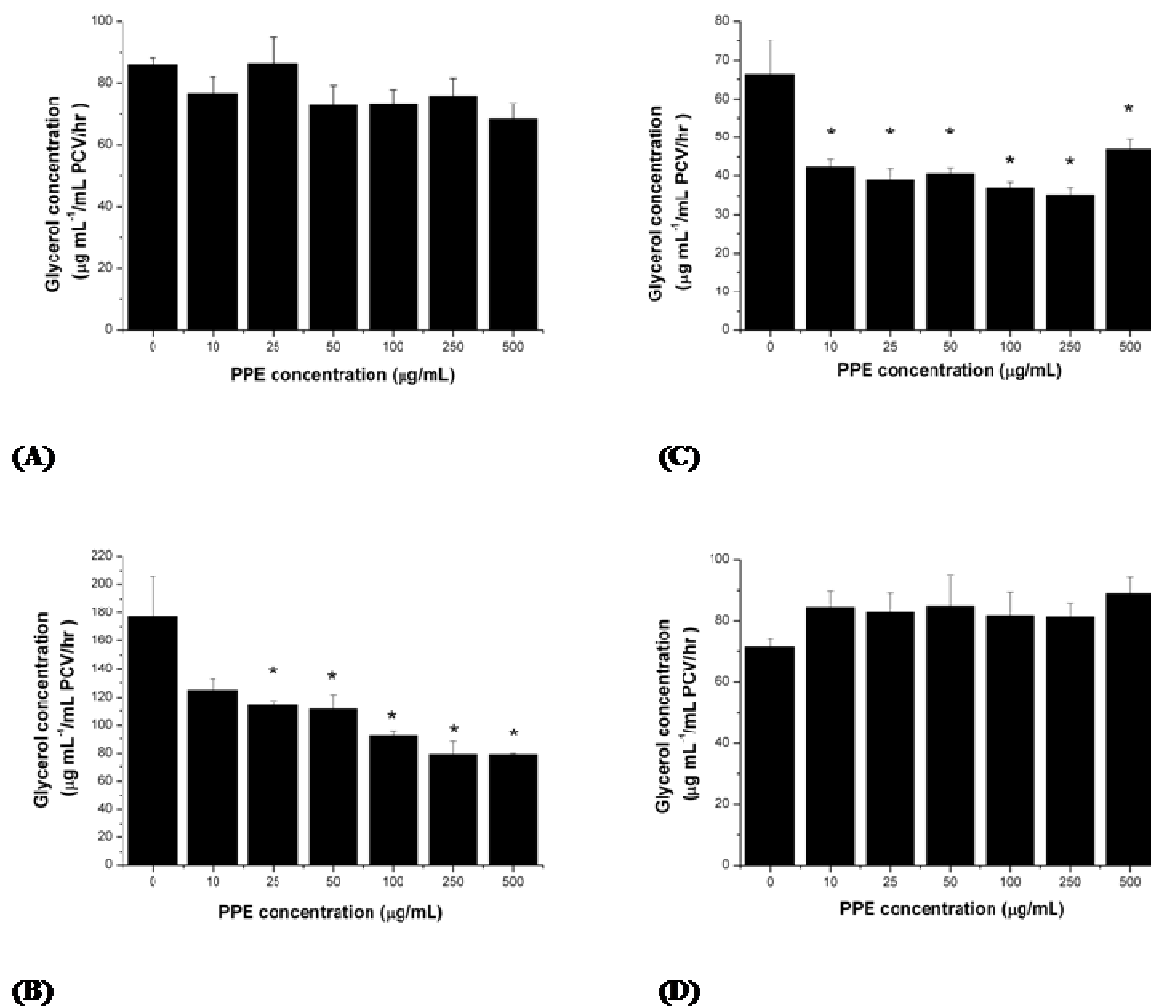 Glycerol concentration
(μg mL⁻¹/mL PCV/hr )
100
80
60
40
20
0
0 10 25 50 100 250 500
PPE concentration (μg/mL)
(A)
Glycerol concentration
(μg mL⁻¹/mL PCV/hr)
80
70
60
50
40
30
20
10
0
* * * * * *
0 10 25 50 100 250 500
PPE concentration (μg/mL)
(C)
Glycerol concentration
(μg mL⁻¹/mL PCV/hr)
220
200
180
160
140
120
100
80
60
40
20
0
* * * * *
0 10 25 50 100 250 500
PPE concentration (μg/mL)
(B)
Glycerol concentration
(μg mL⁻¹/mL PCV/hr)
100
80
60
40
20
0
0 10 25 50 100 250 500
PPE concentration (μg/mL)
(D)